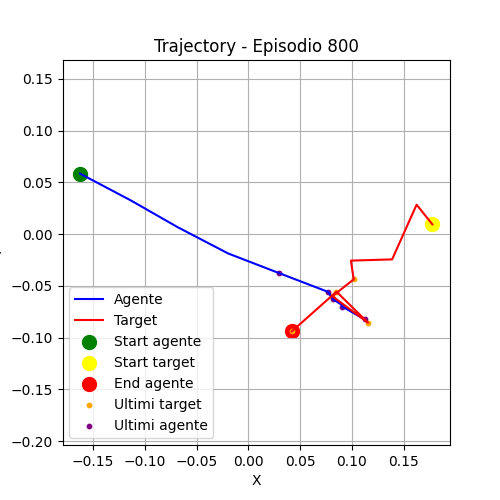 Trajectory - Episodio 800
0.15
0.10
0.05
0.00
−0.05
−0.10
−0.15
−0.20
Agente
Target
Start agente
Start target
End agente
Ultimi target
Ultimi agente
−0.15 −0.10 −0.05 0.00 0.05 0.10 0.15
X